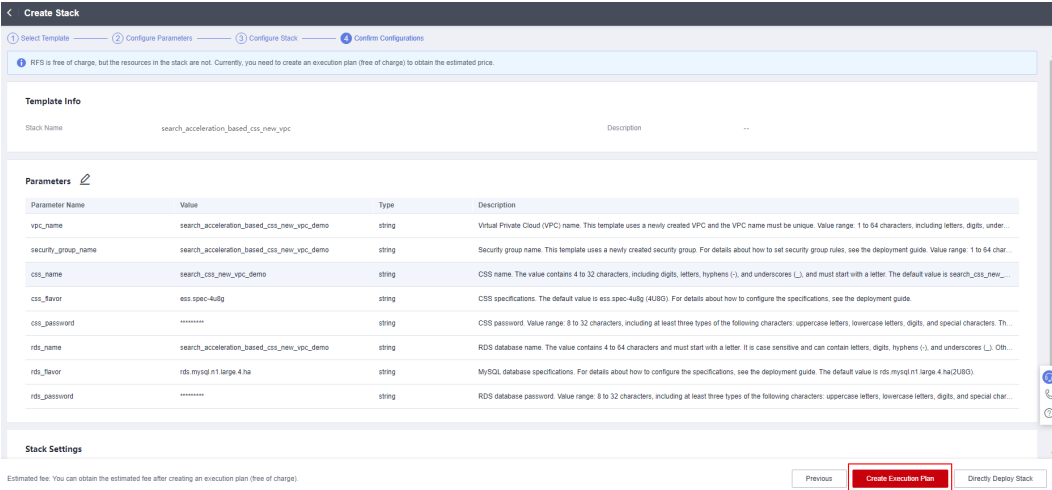 < Create Stack
1 Select Template 2 Configure Parameters 3 Configure Stack 4 Confirm Configurations
RFS is free of charge, but the resources in the stack are not. Currently, you need to create an execution plan (free of charge) to obtain the estimated price.
Template Info
Stack Name search_acceleration_based_css_new_vpc Description --
Parameters
Parameter Name Value Type Description
vpc_name search_acceleration_based_css_new_vpc_demo string Virtual Private Cloud (VPC) name. This template uses a newly created VPC and the VPC name must be unique. Value range: 1 to 64 characters, including letters, digits, under...
security_group_name search_acceleration_based_css_new_vpc_demo string Security group name. This template uses a newly created security group. For details about how to set security group rules, see the deployment guide. Value range: 1 to 64 char...
css_name search_css_new_vpc_demo string CSS name. The value contains 4 to 32 characters, including digits, letters, hyphens (-), and underscores (_), and must start with a letter. The default value is search_css_new_...
css_flavor ess.spec-4u8g string CSS specifications. The default value is ess.spec-4u8g (4U8G). For details about how to configure the specifications, see the deployment guide.
css_password ********* string CSS password. Value range: 8 to 32 characters, including at least three types of the following characters: uppercase letters, lowercase letters, digits, and special characters. Th...
rds_name search_acceleration_based_css_new_vpc_demo string RDS database name. The value contains 4 to 64 characters and must start with a letter. It is case sensitive and can contain letters, digits, hyphens (-), and underscores (_). Oth...
rds_flavor rds.mysql.n1.large.4.ha string MySQL database specifications. For details about how to configure the specifications, see the deployment guide. The default value is rds.mysql.n1.large.4.ha(2U8G).
rds_password ********* string RDS database password. Value range: 8 to 32 characters, including at least three types of the following characters: uppercase letters, lowercase letters, digits, and special char...
Stack Settings
Estimated fee: You can obtain the estimated fee after creating an execution plan (free of charge). Previous Create Execution Plan Directly Deploy Stack